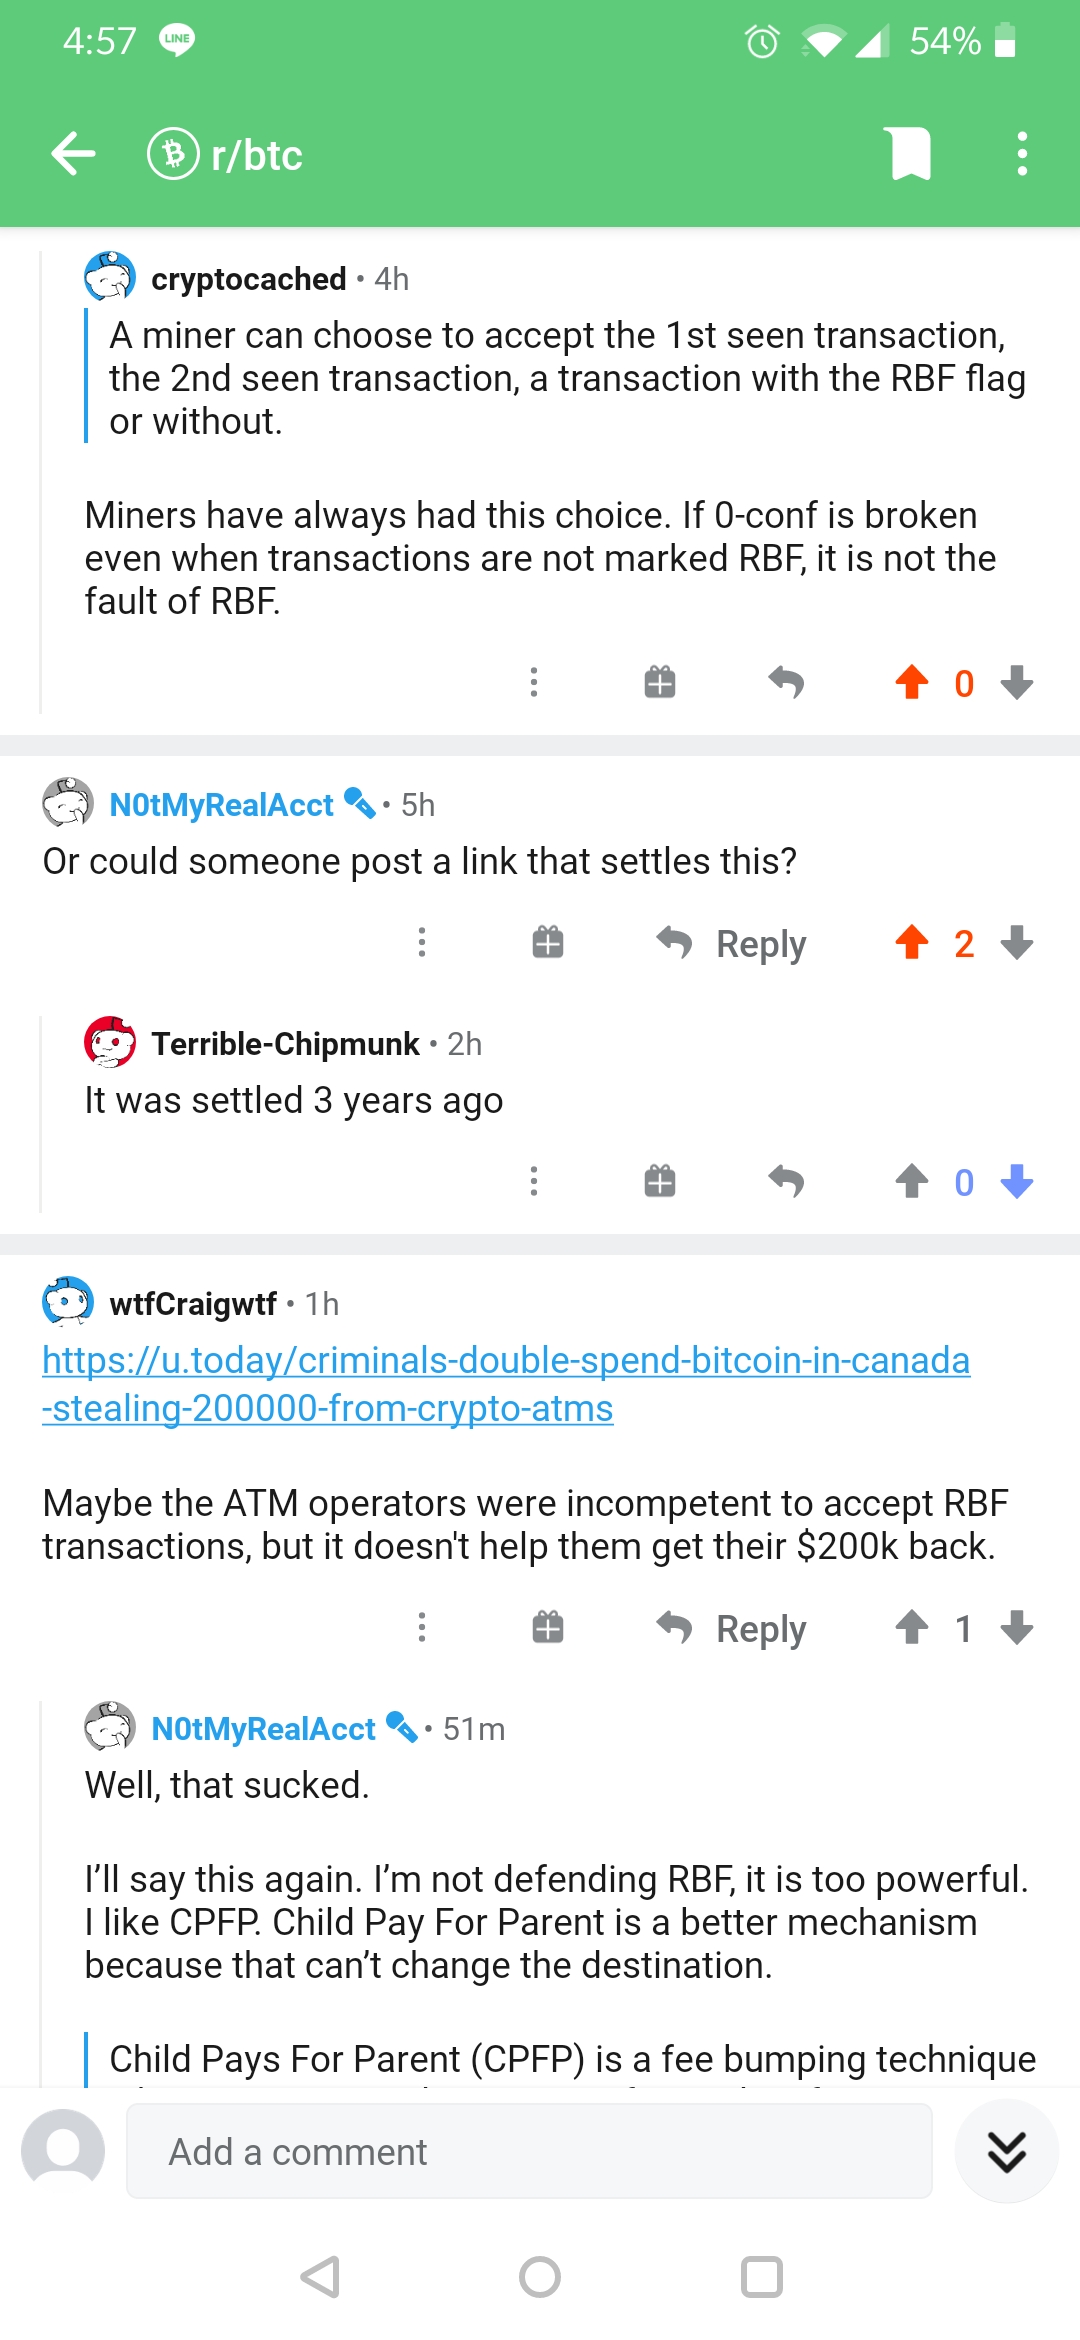 4:57 LINE 54%
r/btc
cryptocached • 4h
A miner can choose to accept the 1st seen transaction,
the 2nd seen transaction, a transaction with the RBF flag
or without.
Miners have always had this choice. If 0-conf is broken
even when transactions are not marked RBF, it is not the
fault of RBF.
0
N0tMyRealAcct • 5h
Or could someone post a link that settles this?
Reply 2
Terrible-Chipmunk • 2h
It was settled 3 years ago
0
wtfCraigwtf • 1h
https://u.today/criminals-double-spend-bitcoin-in-canada
-stealing-200000-from-crypto-atms
Maybe the ATM operators were incompetent to accept RBF
transactions, but it doesn't help them get their $200k back.
Reply 1
N0tMyRealAcct • 51m
Well, that sucked.
I’ll say this again. I’m not defending RBF, it is too powerful.
I like CPFP. Child Pay For Parent is a better mechanism
because that can’t change the destination.
Child Pays For Parent (CPFP) is a fee bumping technique
Add a comment